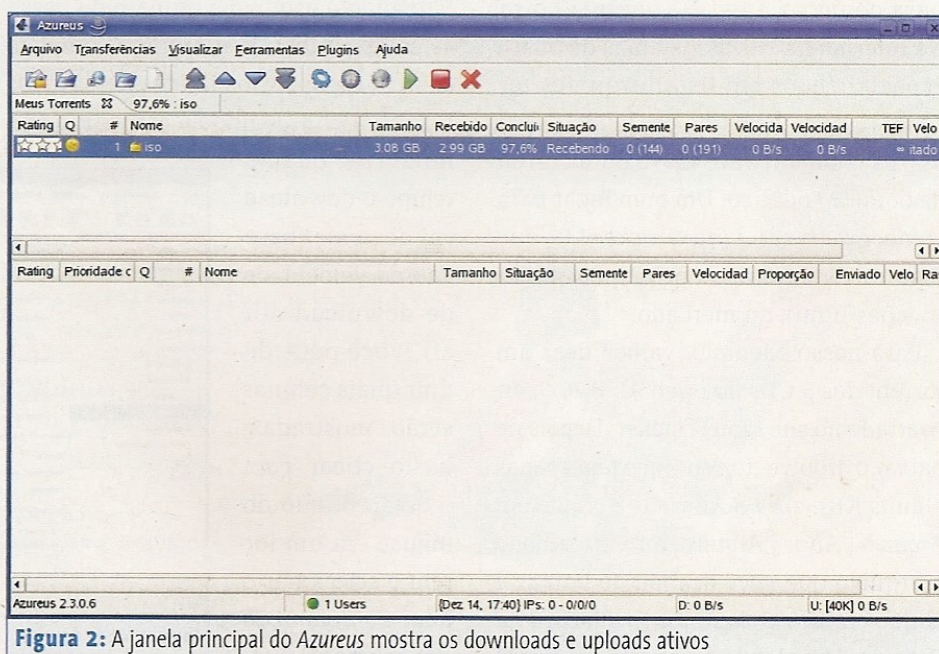 Azureus
Arquivo Transferências Visualizar Ferramentas Plugins Ajuda
Meus Torrents 97,6% : iso
Rating Q # Nome Tamanho Recebido Concluí Situação Semente Pares Velocida Velocidad TEF Velo
1 iso 3.08 GB 2.99 GB 97,6% Recebendo 0 (144) 0 (191) 0 B/s 0 B/s ∞ itado
Rating Prioridade c Q # Nome Tamanho Situação Semente Pares Velocidad Proporção Enviado Velo Ra
Azureus 2.3.0.6 1 Users {Dez 14, 17:40} IPs: 0 - 0/0/0 D: 0 B/s U: [40K] 0 B/s
Figura 2: A janela principal do Azureus mostra os downloads e uploads ativos